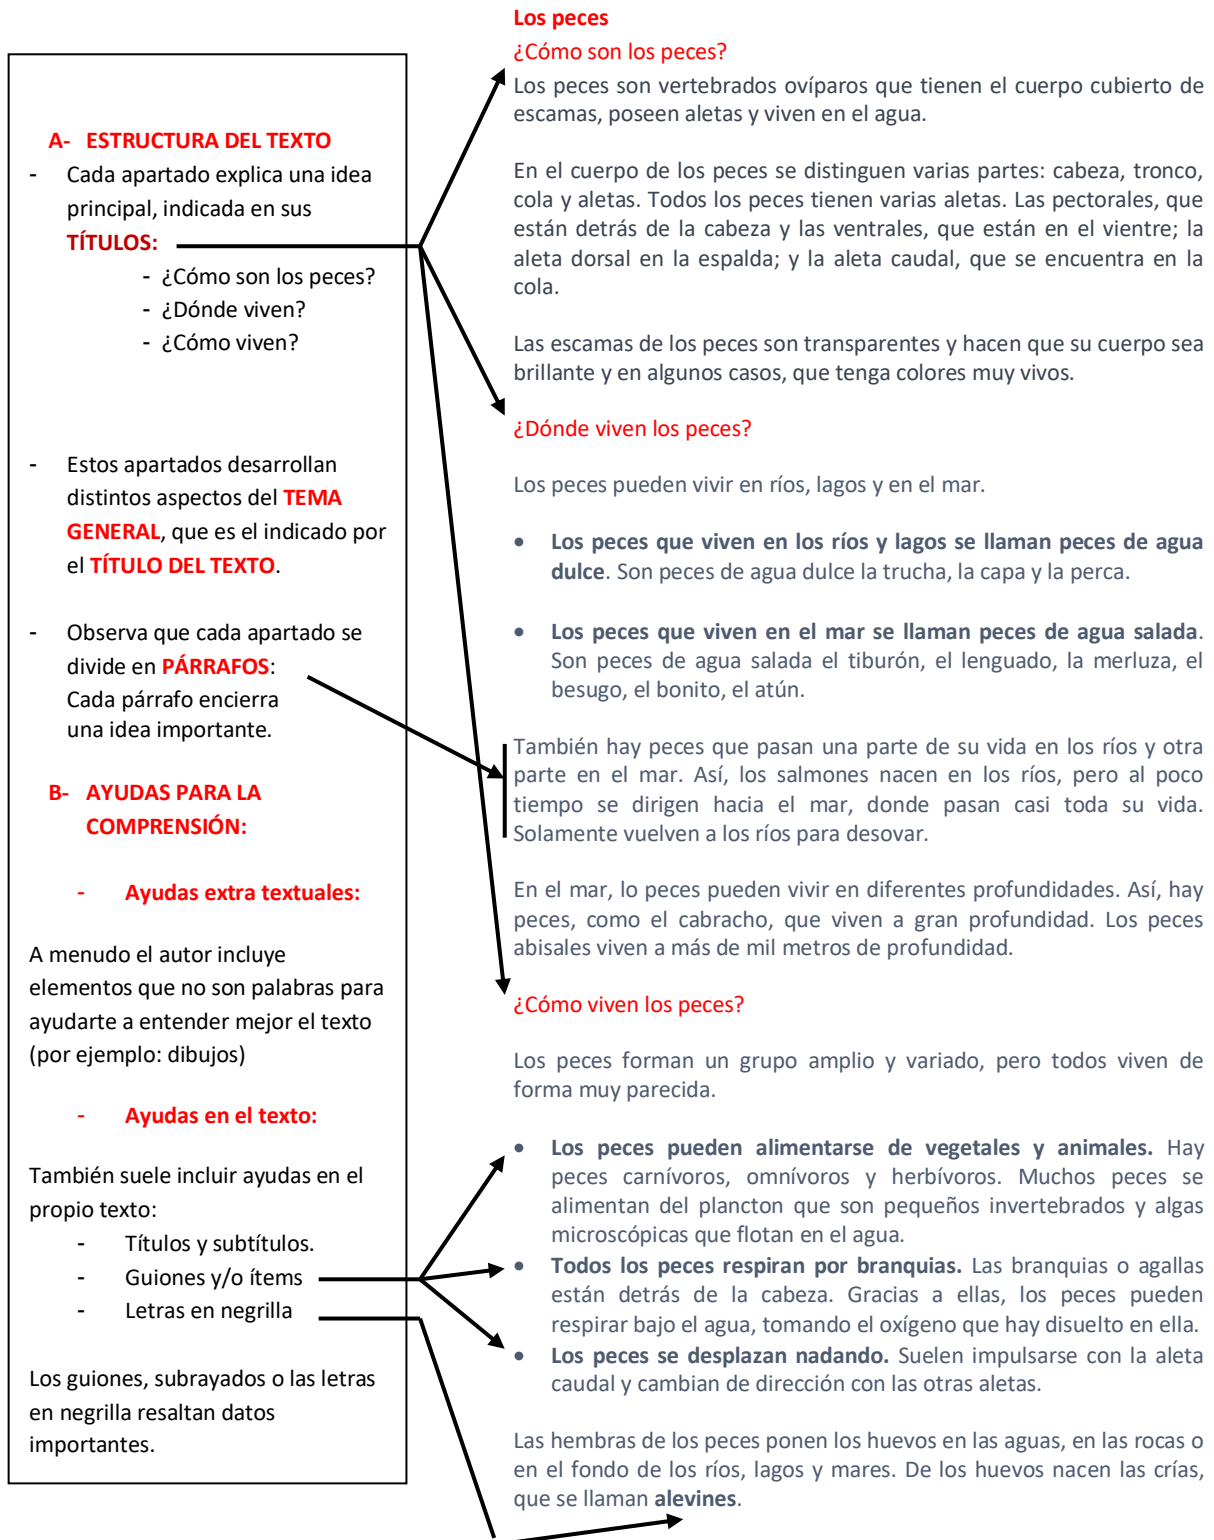 A- ESTRUCTURA DEL TEXTO
- Cada apartado explica una idea
principal, indicada en sus
TÍTULOS:
- ¿Cómo son los peces?
- ¿Dónde viven?
- ¿Cómo viven?
- Estos apartados desarrollan
distintos aspectos del TEMA
GENERAL, que es el indicado por
el TÍTULO DEL TEXTO.
- Observa que cada apartado se
divide en PÁRRAFOS:
Cada párrafo encierra
una idea importante.
B- AYUDAS PARA LA
COMPRENSIÓN:
- Ayudas extra textuales:
A menudo el autor incluye
elementos que no son palabras para
ayudarte a entender mejor el texto
(por ejemplo: dibujos)
- Ayudas en el texto:
También suele incluir ayudas en el
propio texto:
- Títulos y subtítulos.
- Guiones y/o ítems
- Letras en negrilla
Los guiones, subrayados o las letras
en negrilla resaltan datos
importantes.
Los peces
¿Cómo son los peces?
Los peces son vertebrados ovíparos que tienen el cuerpo cubierto de
escamas, poseen aletas y viven en el agua.
En el cuerpo de los peces se distinguen varias partes: cabeza, tronco,
cola y aletas. Todos los peces tienen varias aletas. Las pectorales, que
están detrás de la cabeza y las ventrales, que están en el vientre; la
aleta dorsal en la espalda; y la aleta caudal, que se encuentra en la
cola.
Las escamas de los peces son transparentes y hacen que su cuerpo sea
brillante y en algunos casos, que tenga colores muy vivos.
¿Dónde viven los peces?
Los peces pueden vivir en ríos, lagos y en el mar.
• Los peces que viven en los ríos y lagos se llaman peces de agua
dulce. Son peces de agua dulce la trucha, la capa y la perca.
• Los peces que viven en el mar se llaman peces de agua salada.
Son peces de agua salada el tiburón, el lenguado, la merluza, el
besugo, el bonito, el atún.
También hay peces que pasan una parte de su vida en los ríos y otra
parte en el mar. Así, los salmones nacen en los ríos, pero al poco
tiempo se dirigen hacia el mar, donde pasan casi toda su vida.
Solamente vuelven a los ríos para desovar.
En el mar, lo peces pueden vivir en diferentes profundidades. Así, hay
peces, como el cabracho, que viven a gran profundidad. Los peces
abisales viven a más de mil metros de profundidad.
¿Cómo viven los peces?
Los peces forman un grupo amplio y variado, pero todos viven de
forma muy parecida.
• Los peces pueden alimentarse de vegetales y animales. Hay
peces carnívoros, omnívoros y herbívoros. Muchos peces se
alimentan del plancton que son pequeños invertebrados y algas
microscópicas que flotan en el agua.
• Todos los peces respiran por branquias. Las branquias o agallas
están detrás de la cabeza. Gracias a ellas, los peces pueden
respirar bajo el agua, tomando el oxígeno que hay disuelto en ella.
• Los peces se desplazan nadando. Suelen impulsarse con la aleta
caudal y cambian de dirección con las otras aletas.
Las hembras de los peces ponen los huevos en las aguas, en las rocas o
en el fondo de los ríos, lagos y mares. De los huevos nacen las crías,
que se llaman alevines.